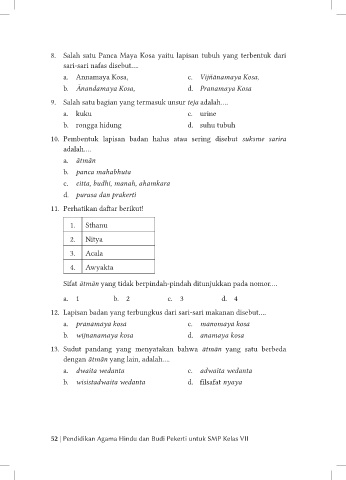 8. Salah satu Panca Maya Kosa yaitu lapisan tubuh yang terbentuk dari
sari-sari nafas disebut....
a. Annamaya Kosa, c. Vijñānamaya Kosa.
b. Ānandamaya Kosa, d. Pranamaya Kosa
9. Salah satu bagian yang termasuk unsur teja adalah....
a. kuku c. urine
b. rongga hidung d. suhu tubuh
10. Pembentuk lapisan badan halus atau sering disebut suksme sarira
adalah....
a. ātmān
b. panca mahabhuta
c. citta, budhi, manah, ahamkara
d. purusa dan prakerti
11. Perhatikan daftar berikut!
1. Sthanu
2. Nitya
3. Acala
4. Awyakta
Sifat ātmān yang tidak berpindah-pindah ditunjukkan pada nomor....
a. 1 b. 2 c. 3 d. 4
12. Lapisan badan yang terbungkus dari sari-sari makanan disebut....
a. pranamaya kosa c. manomaya kosa
b. wijnanamaya kosa d. anamaya kosa
13. Sudut pandang yang menyatakan bahwa ātmān yang satu berbeda
dengan ātmān yang lain, adalah....
a. dwaita wedanta c. adwaita wedanta
b. wisistadwaita wedanta d. filsafat nyaya
52 | Pendidikan Agama Hindu dan Budi Pekerti untuk SMP Kelas VII